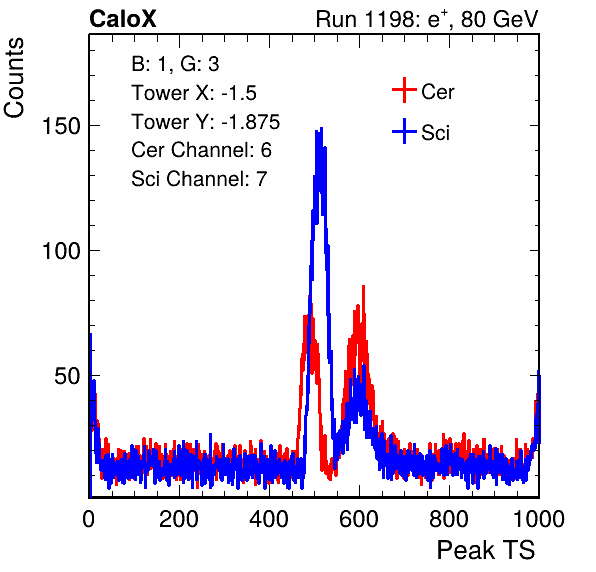 CaloX Run 1198: e+, 80 GeV
Counts
B: 1, G: 3
Tower X: -1.5
Tower Y: -1.875
Cer Channel: 6
Sci Channel: 7
Cer
Sci
150
100
50
0 200 400 600 800 1000
Peak TS